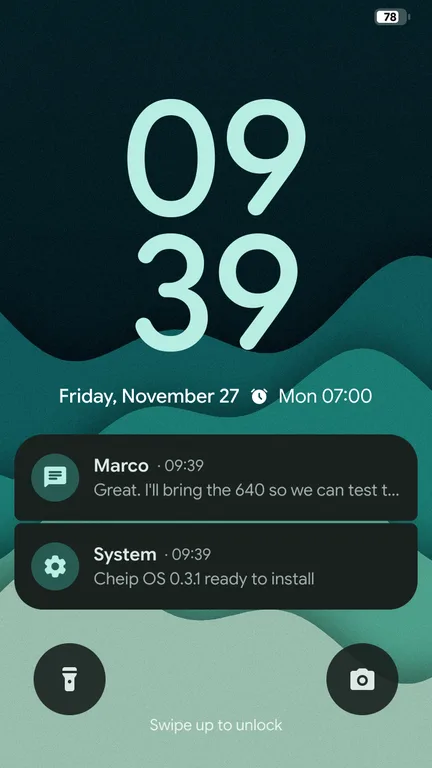 78
09
39
Friday, November 27 Mon 07:00
Marco · 09:39
Great. I'll bring the 640 so we can test t...
System · 09:39
Cheip OS 0.3.1 ready to install
Swipe up to unlock